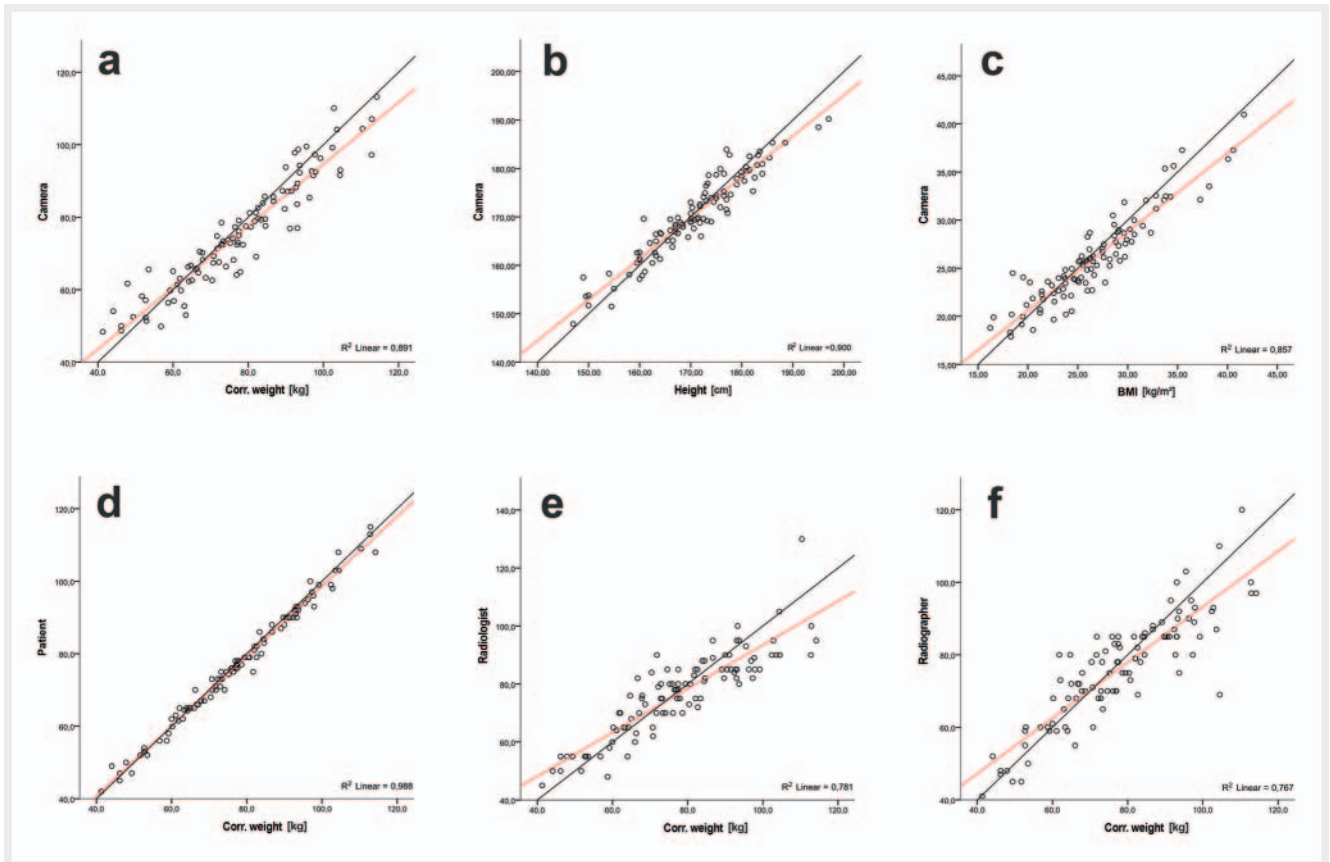 a
120,0
100,0
80,0
60,0
40,0
Camera
R² Linear = 0,891
40,0 60,0 80,0 100,0 120,0
Corr. weight [kg]
b
200,00
190,00
180,00
170,00
160,00
150,00
140,00
Camera
R² Linear =0,900
140,00 150,00 160,00 170,00 180,00 190,00 200,00
Height [cm]
c
45,00
40,00
35,00
30,00
25,00
20,00
15,00
Camera
R² Linear = 0,857
15,00 20,00 25,00 30,00 35,00 40,00 45,00
BMI [kg/m²]
d
120,0
100,0
80,0
60,0
40,0
Patient
R² Linear = 0,988
40,0 60,0 80,0 100,0 120,0
Corr. weight [kg]
e
140,0
120,0
100,0
80,0
60,0
40,0
Radiologist
R² Linear = 0,781
40,0 60,0 80,0 100,0 120,0
Corr. weight [kg]
f
120,0
100,0
80,0
60,0
40,0
Radiographer
R² Linear = 0,767
40,0 60,0 80,0 100,0 120,0
Corr. weight [kg]